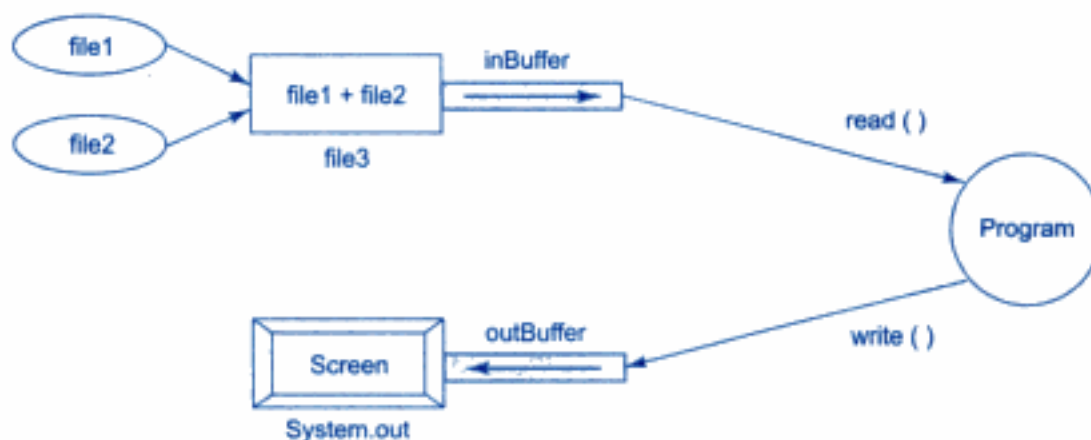 file1
file2
file1 + file2
file3
inBuffer
read ( )
Program
write ( )
outBuffer
Screen
System.out